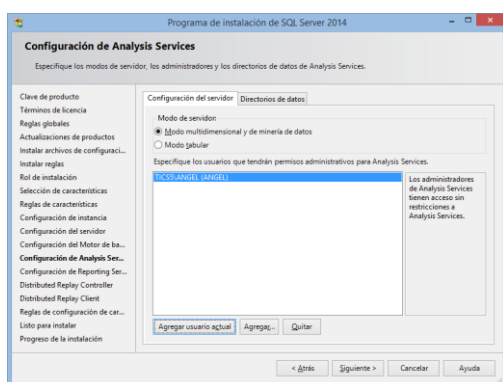 Programa de instalación de SQL Server 2014
Configuración de Analysis Services
Especifique los modos de servidor, los administradores y los directorios de datos de Analysis Services.
Clave de producto
Términos de licencia
Reglas globales
Actualizaciones de productos
Instalar archivos de configuraci...
Instalar reglas
Rol de instalación
Selección de características
Reglas de características
Configuración de instancia
Configuración del servidor
Configuración del Motor de ba...
Configuración de Analysis Ser...
Configuración de Reporting Ser...
Distributed Replay Controller
Distributed Replay Client
Reglas de configuración de car...
Listo para instalar
Progreso de la instalación
Configuración del servidor
Directorios de datos
Modo de servidor:
Modo multidimensional y de minería de datos
Modo tabular
Especifique los usuarios que tendrán permisos administrativos para Analysis Services.
TICS5\ANGEL (ANGEL)
Los administradores
de Analysis Services
tienen acceso sin
restricciones a
Analysis Services.
Agregar usuario actual
Agregar...
Quitar
< Atrás
Siguiente >
Cancelar
Ayuda